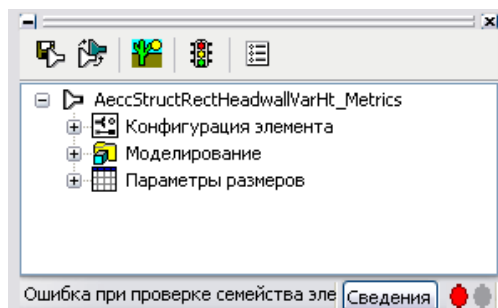 AeccStructRectHeadwallVarHt_Metrics
Конфигурация элемента
Моделирование
Параметры размеров
Ошибка при проверке семейства эле Сведения